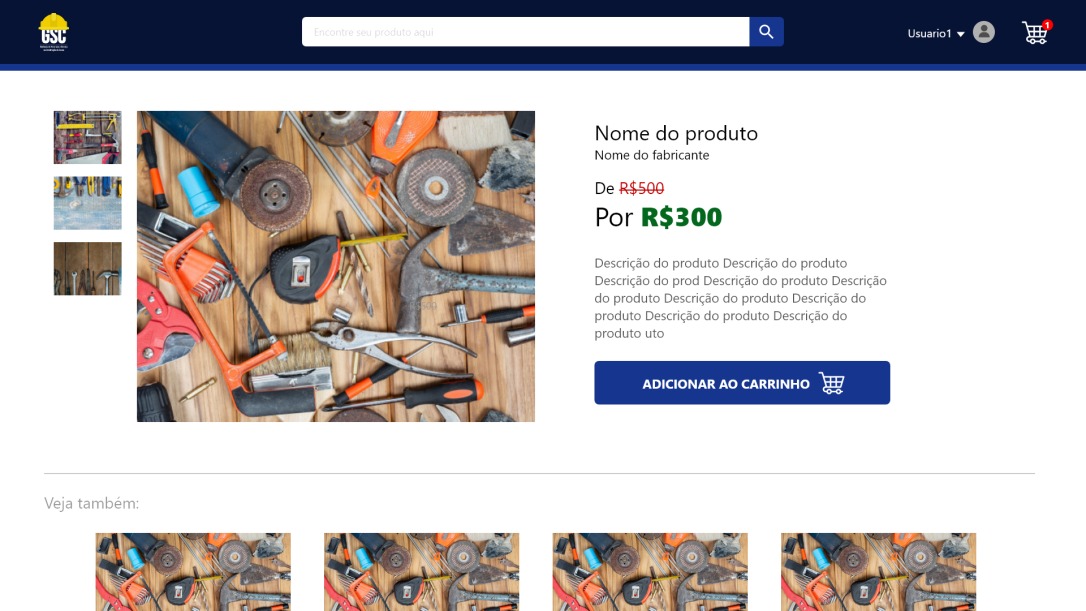 GSC
Encontre seu produto aqui
Usuario1
1
Nome do produto
Nome do fabricante
De R$500
Por R$300
Descrição do produto Descrição do produto
Descrição do prod Descrição do produto Descrição
do produto Descrição do produto Descrição do
produto Descrição do produto Descrição do
produto uto
ADICIONAR AO CARRINHO
Veja também: